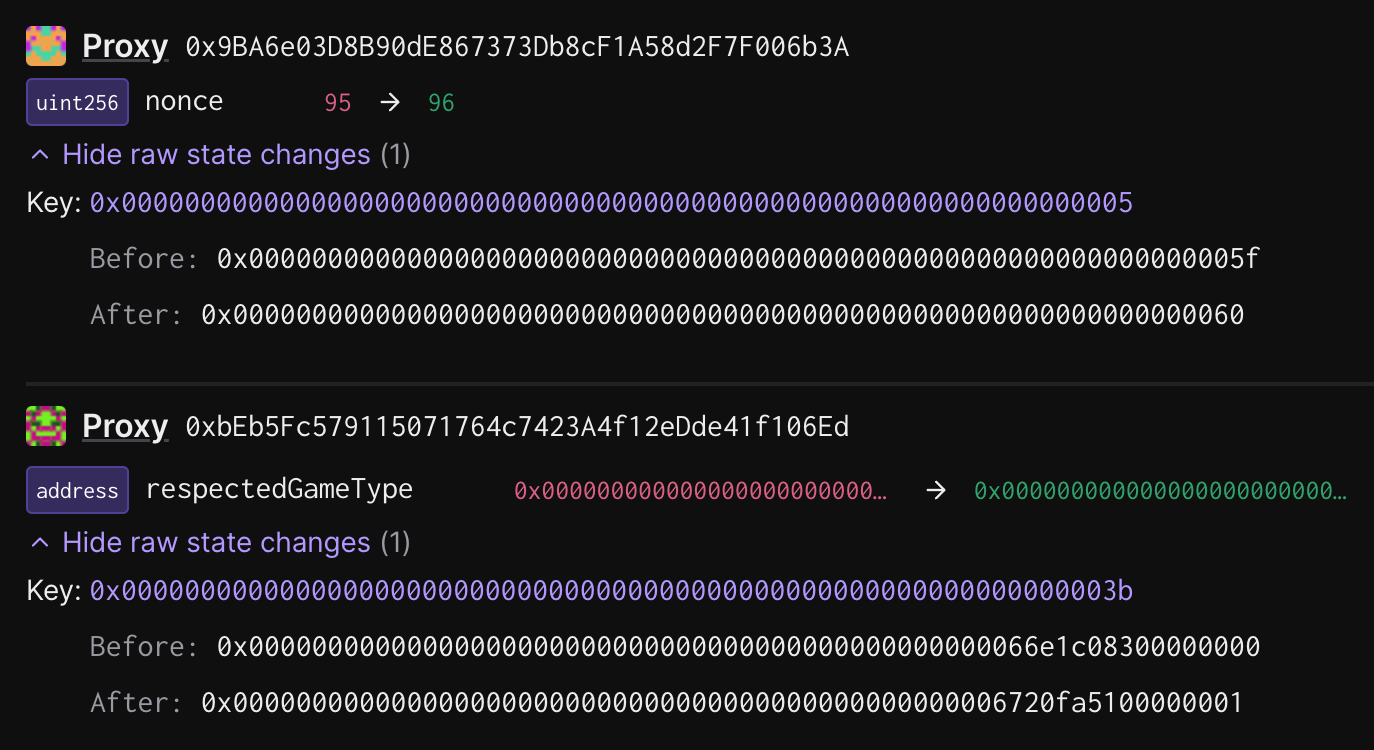 Proxy 0x9BA6e03D8B90dE867373Db8cF1A58d2F7F006b3A
uint256 nonce 95 → 96
Hide raw state changes (1)
Key: 0x0000000000000000000000000000000000000000000000000000000000000005
Before: 0x000000000000000000000000000000000000000000000000000000000000005f
After: 0x0000000000000000000000000000000000000000000000000000000000000060
Proxy 0xbEb5Fc579115071764c7423A4f12eDde41f106Ed
address respectedGameType 0x000000000000000000000000… → 0x000000000000000000000000…
Hide raw state changes (1)
Key: 0x000000000000000000000000000000000000000000000000000000000000003b
Before: 0x00000000000000000000000000000000000000000000000066e1c08300000000
After: 0x0000000000000000000000000000000000000000000000006720fa5100000001